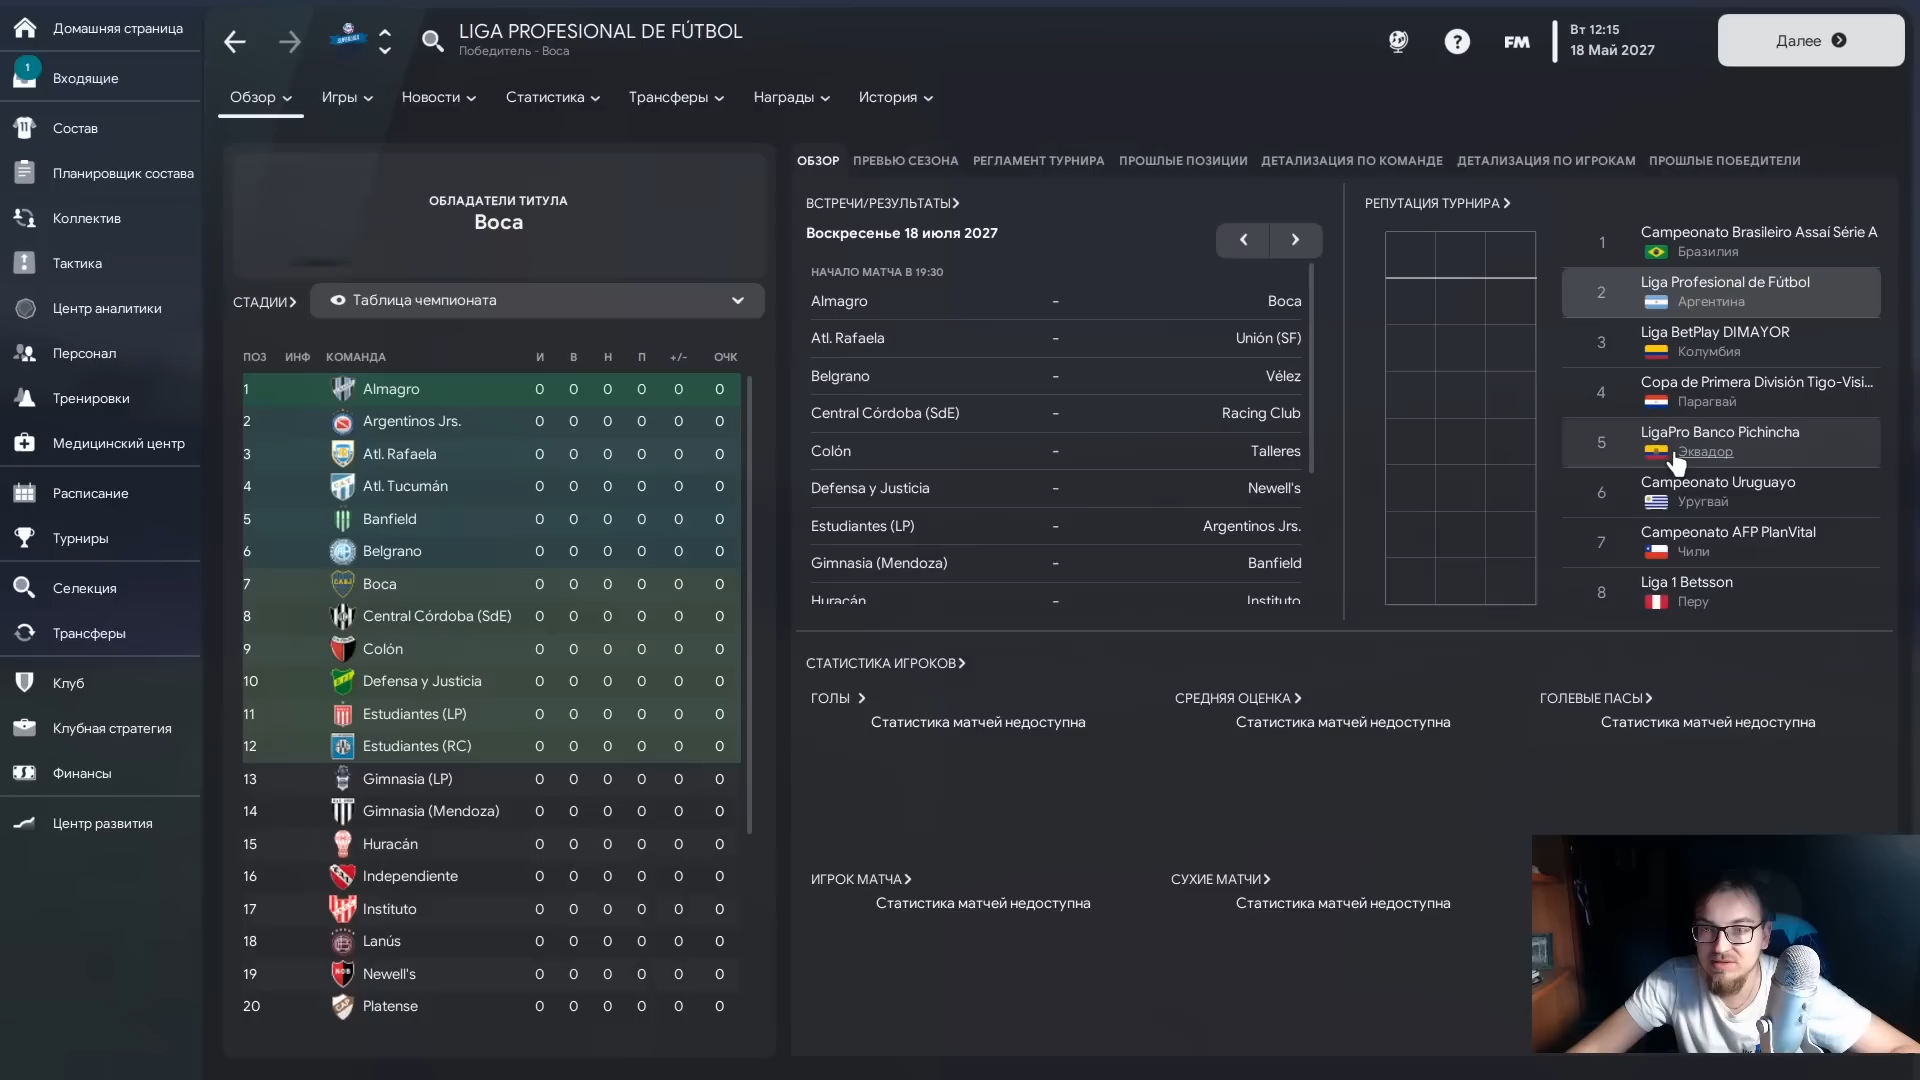 Домашняя страница
1
Входящие
Состав
Планировщик состава
Коллектив
Тактика
Центр аналитики
Персонал
Тренировки
Медицинский центр
Расписание
Турниры
Селекция
Трансферы
Клуб
Клубная стратегия
Финансы
Центр развития
LIGA PROFESIONAL DE FÚTBOL
Победитель - Boca
FM
Вт 12:15
18 Май 2027
Далее
Обзор
Игры
Новости
Статистика
Трансферы
Награды
История
ОБЛАДАТЕЛИ ТИТУЛА
Boca
СТАДИИ
Таблица чемпионата
ПОЗ ИНФ КОМАНДА И В Н П +/- ОЧК
1 Almagro 0 0 0 0 0 0
2 Argentinos Jrs. 0 0 0 0 0 0
3 Atl. Rafaela 0 0 0 0 0 0
4 Atl. Tucumán 0 0 0 0 0 0
5 Banfield 0 0 0 0 0 0
6 Belgrano 0 0 0 0 0 0
7 Boca 0 0 0 0 0 0
8 Central Córdoba (SdE) 0 0 0 0 0 0
9 Colón 0 0 0 0 0 0
10 Defensa y Justicia 0 0 0 0 0 0
11 Estudiantes (LP) 0 0 0 0 0 0
12 Estudiantes (RC) 0 0 0 0 0 0
13 Gimnasia (LP) 0 0 0 0 0 0
14 Gimnasia (Mendoza) 0 0 0 0 0 0
15 Huracán 0 0 0 0 0 0
16 Independiente 0 0 0 0 0 0
17 Instituto 0 0 0 0 0 0
18 Lanús 0 0 0 0 0 0
19 Newell's 0 0 0 0 0 0
20 Platense 0 0 0 0 0 0
ОБЗОР ПРЕВЬЮ СЕЗОНА РЕГЛАМЕНТ ТУРНИРА ПРОШЛЫЕ ПОЗИЦИИ ДЕТАЛИЗАЦИЯ ПО КОМАНДЕ ДЕТАЛИЗАЦИЯ ПО ИГРОКАМ ПРОШЛЫЕ ПОБЕДИТЕЛИ
ВСТРЕЧИ/РЕЗУЛЬТАТЫ
Воскресенье 18 июля 2027
НАЧАЛО МАТЧА В 19:30
Almagro - Boca
Atl. Rafaela - Unión (SF)
Belgrano - Vélez
Central Córdoba (SdE) - Racing Club
Colón - Talleres
Defensa y Justicia - Newell's
Estudiantes (LP) - Argentinos Jrs.
Gimnasia (Mendoza) - Banfield
Huracán - Instituto
РЕПУТАЦИЯ ТУРНИРА
1 Campeonato Brasileiro Assaí Série A
Бразилия
2 Liga Profesional de Fútbol
Аргентина
3 Liga BetPlay DIMAYOR
Колумбия
4 Copa de Primera División Tigo-Visi...
Парагвай
5 LigaPro Banco Pichincha
Эквадор
6 Campeonato Uruguayo
Уругвай
7 Campeonato AFP PlanVital
Чили
8 Liga 1 Betsson
Перу
СТАТИСТИКА ИГРОКОВ
ГОЛЫ
Статистика матчей недоступна
СРЕДНЯЯ ОЦЕНКА
Статистика матчей недоступна
ГОЛЕВЫЕ ПАСЫ
Статистика матчей недоступна
ИГРОК МАТЧА
Статистика матчей недоступна
СУХИЕ МАТЧИ
Статистика матчей недоступна